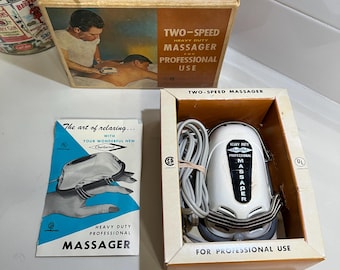 TWO-SPEED
HEAVY DUTY
MASSAGER
FOR
PROFESSIONAL
USE
The art of relaxing...
WITH
YOUR WONDERFUL NEW
HEAVY DUTY
PROFESSIONAL
MASSAGER
TWO-SPEED MASSAGER
HEAVY DUTY
PROFESSIONAL
MASSAGER
FOR PROFESSIONAL USE